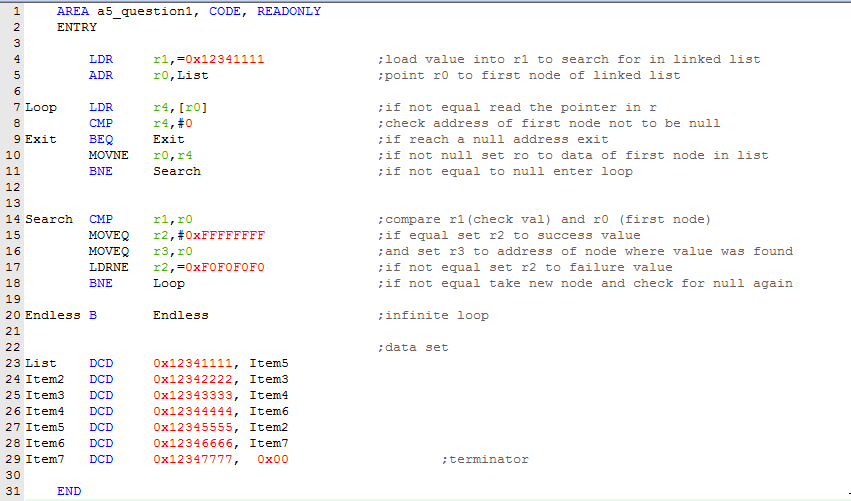 1 AREA a5_question1, CODE, READONLY
2 ENTRY
3
4 LDR r1,=0x12341111 ;load value into r1 to search for in linked list
5 ADR r0,List ;point r0 to first node of linked list
6
7 Loop LDR r4,[r0] ;if not equal read the pointer in r
8 CMP r4,#0 ;check address of first node not to be null
9 Exit BEQ Exit ;if reach a null address exit
10 MOVNE r0,r4 ;if not null set ro to data of first node in list
11 BNE Search ;if not equal to null enter loop
12
13
14 Search CMP r1,r0 ;compare r1(check val) and r0 (first node)
15 MOVEQ r2,#0xFFFFFFFF ;if equal set r2 to success value
16 MOVEQ r3,r0 ;and set r3 to address of node where value was found
17 LDRNE r2,=0xF0F0F0F0 ;if not equal set r2 to failure value
18 BNE Loop ;if not equal take new node and check for null again
19
20 Endless B Endless ;infinite loop
21
22 ;data set
23 List DCD 0x12341111, Item5
24 Item2 DCD 0x12342222, Item3
25 Item3 DCD 0x12343333, Item4
26 Item4 DCD 0x12344444, Item6
27 Item5 DCD 0x12345555, Item2
28 Item6 DCD 0x12346666, Item7
29 Item7 DCD 0x12347777, 0x00 ;terminator
30
31 END